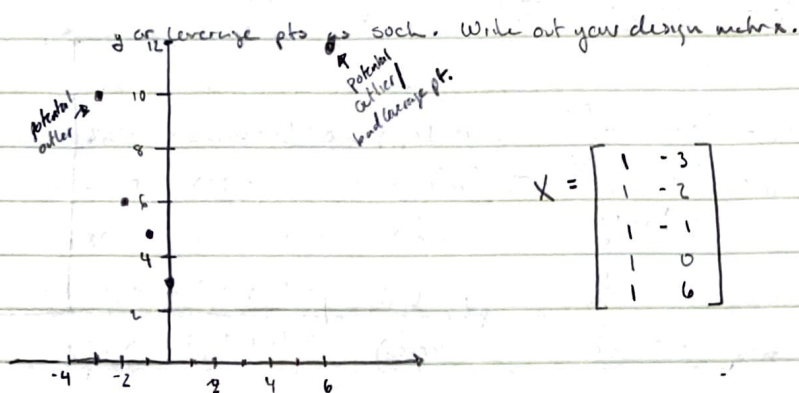 y or leverage pts as such. Write out your design matrix.
12
potential
outlier/
bad leverage pt.
potential
outlier
10
8
6
4
2
-4 -2 2 4 6
X =
1 -3
1 -2
1 -1
1 0
1 6